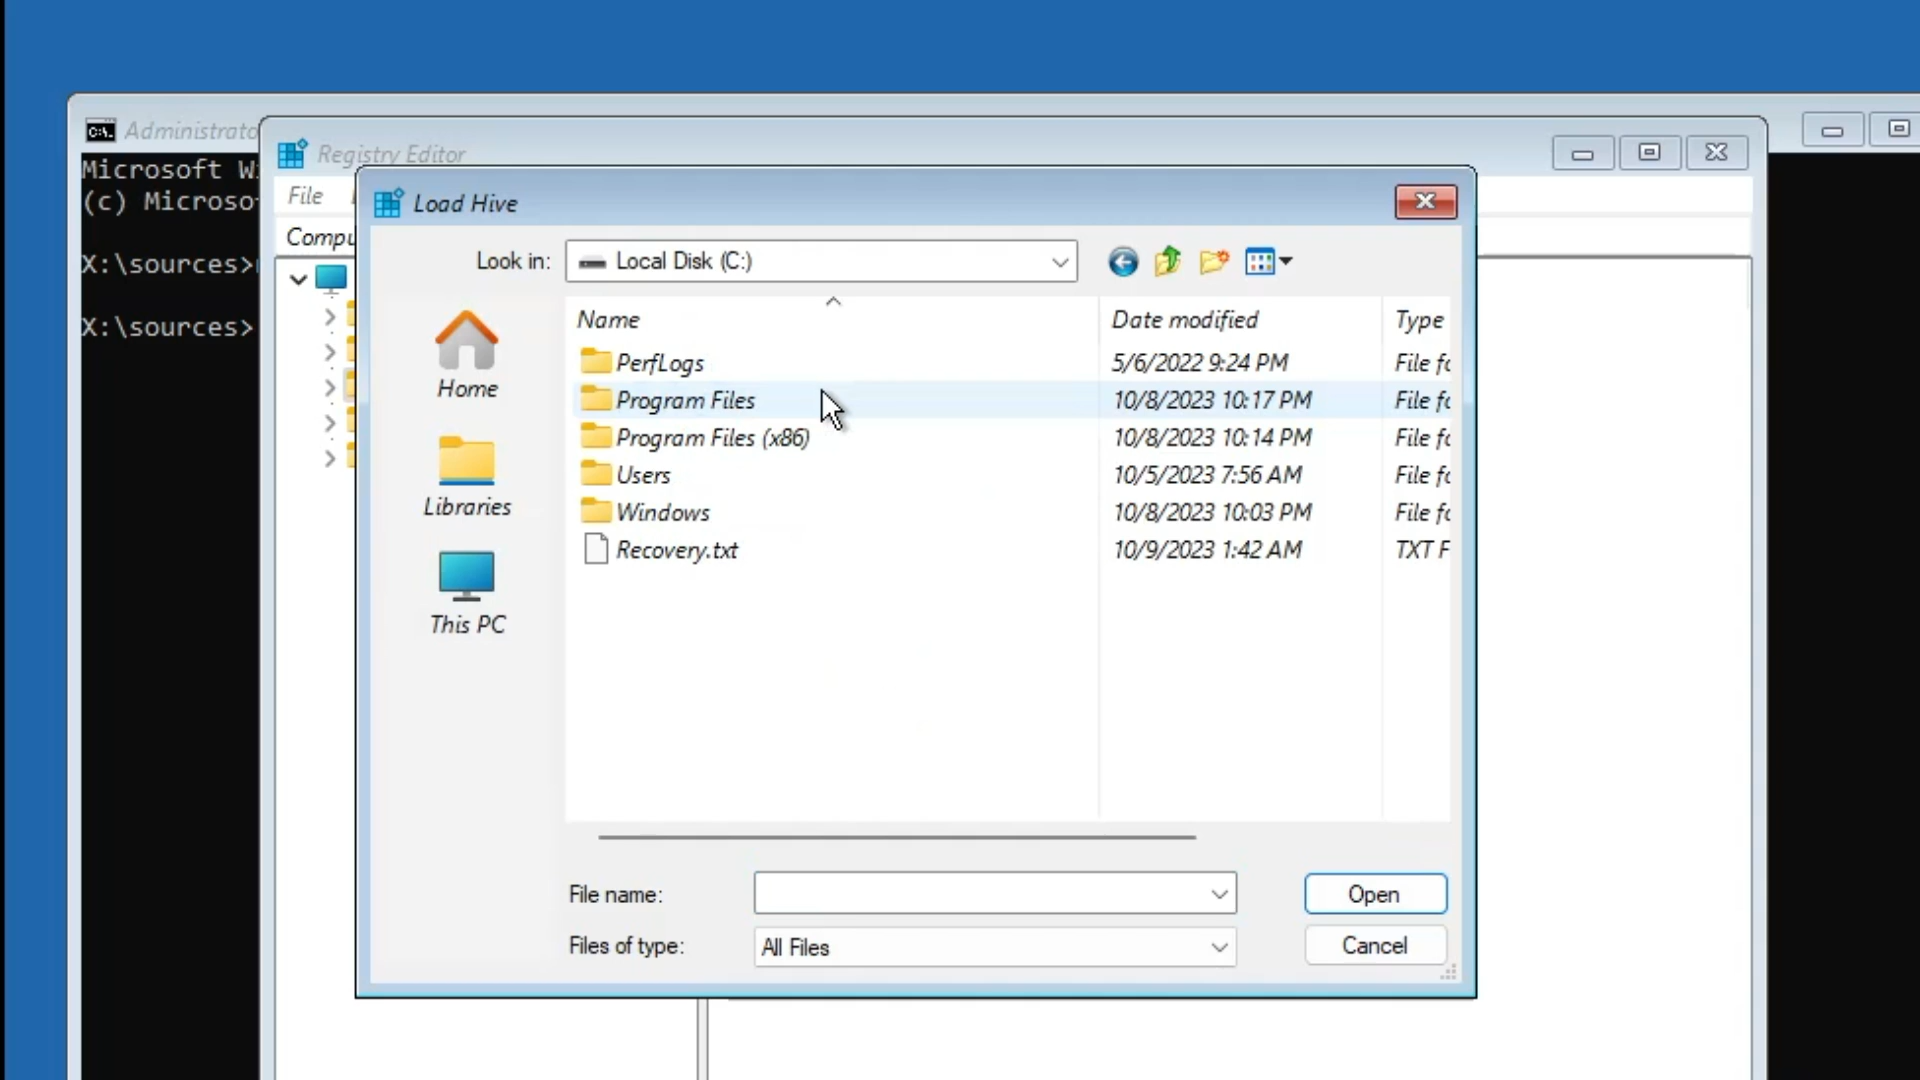 Administrato
Microsoft W
(c) Microso
X:\sources>
X:\sources>
Registry Editor
File
Compu
Load Hive
Look in: Local Disk (C:)
Home
Libraries
This PC
Name Date modified Type
PerfLogs 5/6/2022 9:24 PM File fo
Program Files 10/8/2023 10:17 PM File fo
Program Files (x86) 10/8/2023 10:14 PM File fo
Users 10/5/2023 7:56 AM File fo
Windows 10/8/2023 10:03 PM File fo
Recovery.txt 10/9/2023 1:42 AM TXT F
File name: Open
Files of type: All Files Cancel